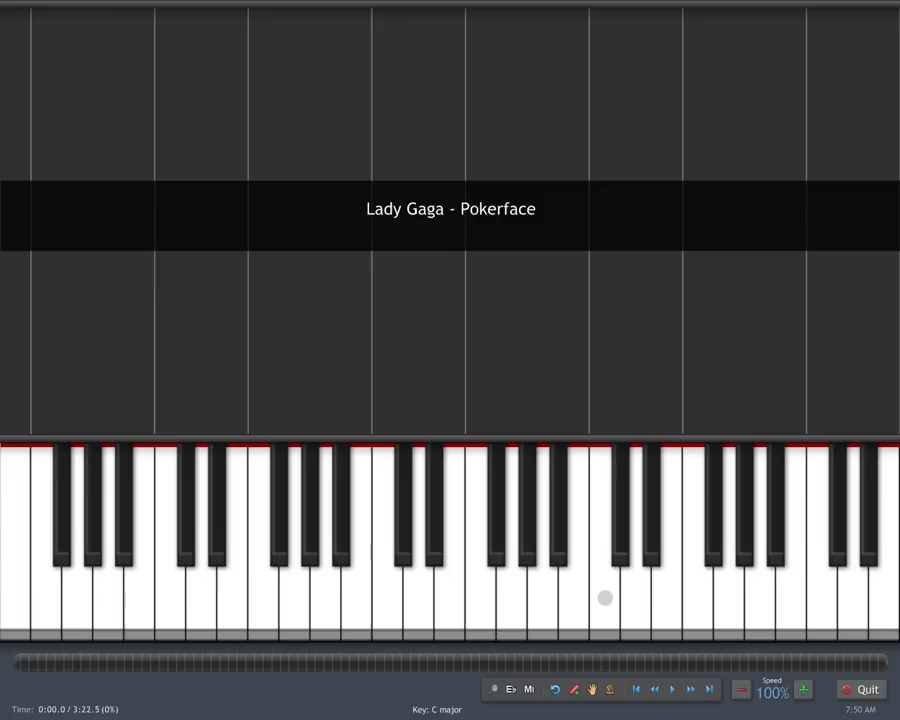 Lady Gaga - Pokerface
E♭ Mi
Speed
100%
Quit
Time: 0:00.0 / 3:22.5 (0%)
Key: C major
7:50 AM